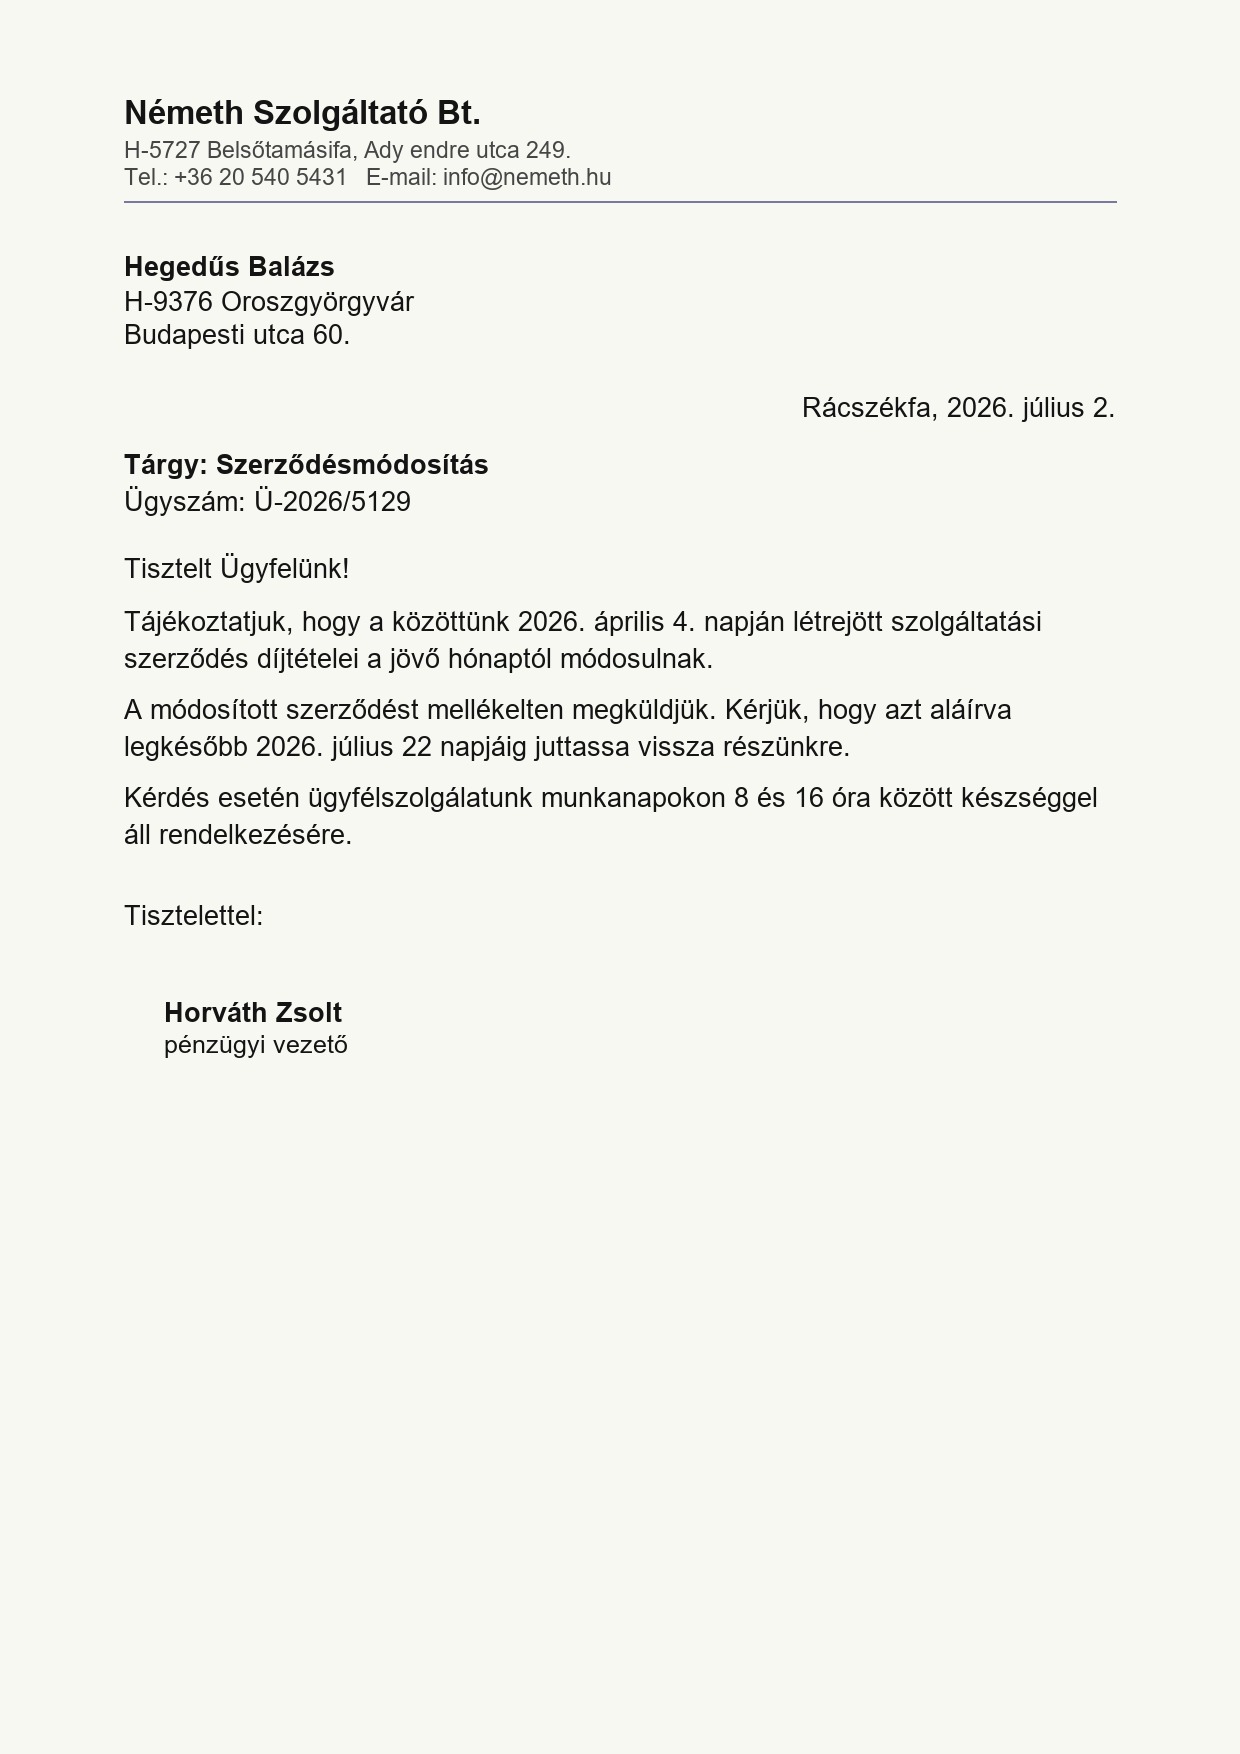 Németh Szolgáltató Bt.
H-5727 Belsőtamásifa, Ady endre utca 249.
Tel.: +36 20 540 5431 E-mail: info@nemeth.hu
Hegedűs Balázs
H-9376 Oroszgyörgyvár
Budapesti utca 60.
Rácszékfa, 2026. július 2.
Tárgy: Szerződésmódosítás
Ügyszám: Ü-2026/5129
Tisztelt Ügyfelünk!
Tájékoztatjuk, hogy a közöttünk 2026. április 4. napján létrejött szolgáltatási
szerződés díjtételei a jövő hónaptól módosulnak.
A módosított szerződést mellékelten megküldjük. Kérjük, hogy azt aláírva
legkésőbb 2026. július 22 napjáig juttassa vissza részünkre.
Kérdés esetén ügyfélszolgálatunk munkanapokon 8 és 16 óra között készséggel
áll rendelkezésére.
Tisztelettel:
Horváth Zsolt
pénzügyi vezető